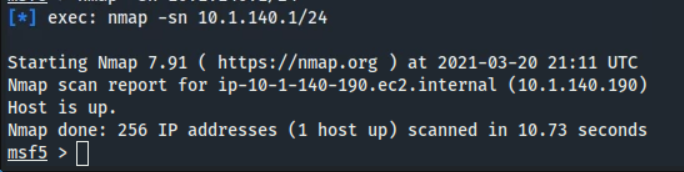 [*] exec: nmap -sn 10.1.140.1/24
Starting Nmap 7.91 ( https://nmap.org ) at 2021-03-20 21:11 UTC
Nmap scan report for ip-10-1-140-190.ec2.internal (10.1.140.190)
Host is up.
Nmap done: 256 IP addresses (1 host up) scanned in 10.73 seconds
msf5 >